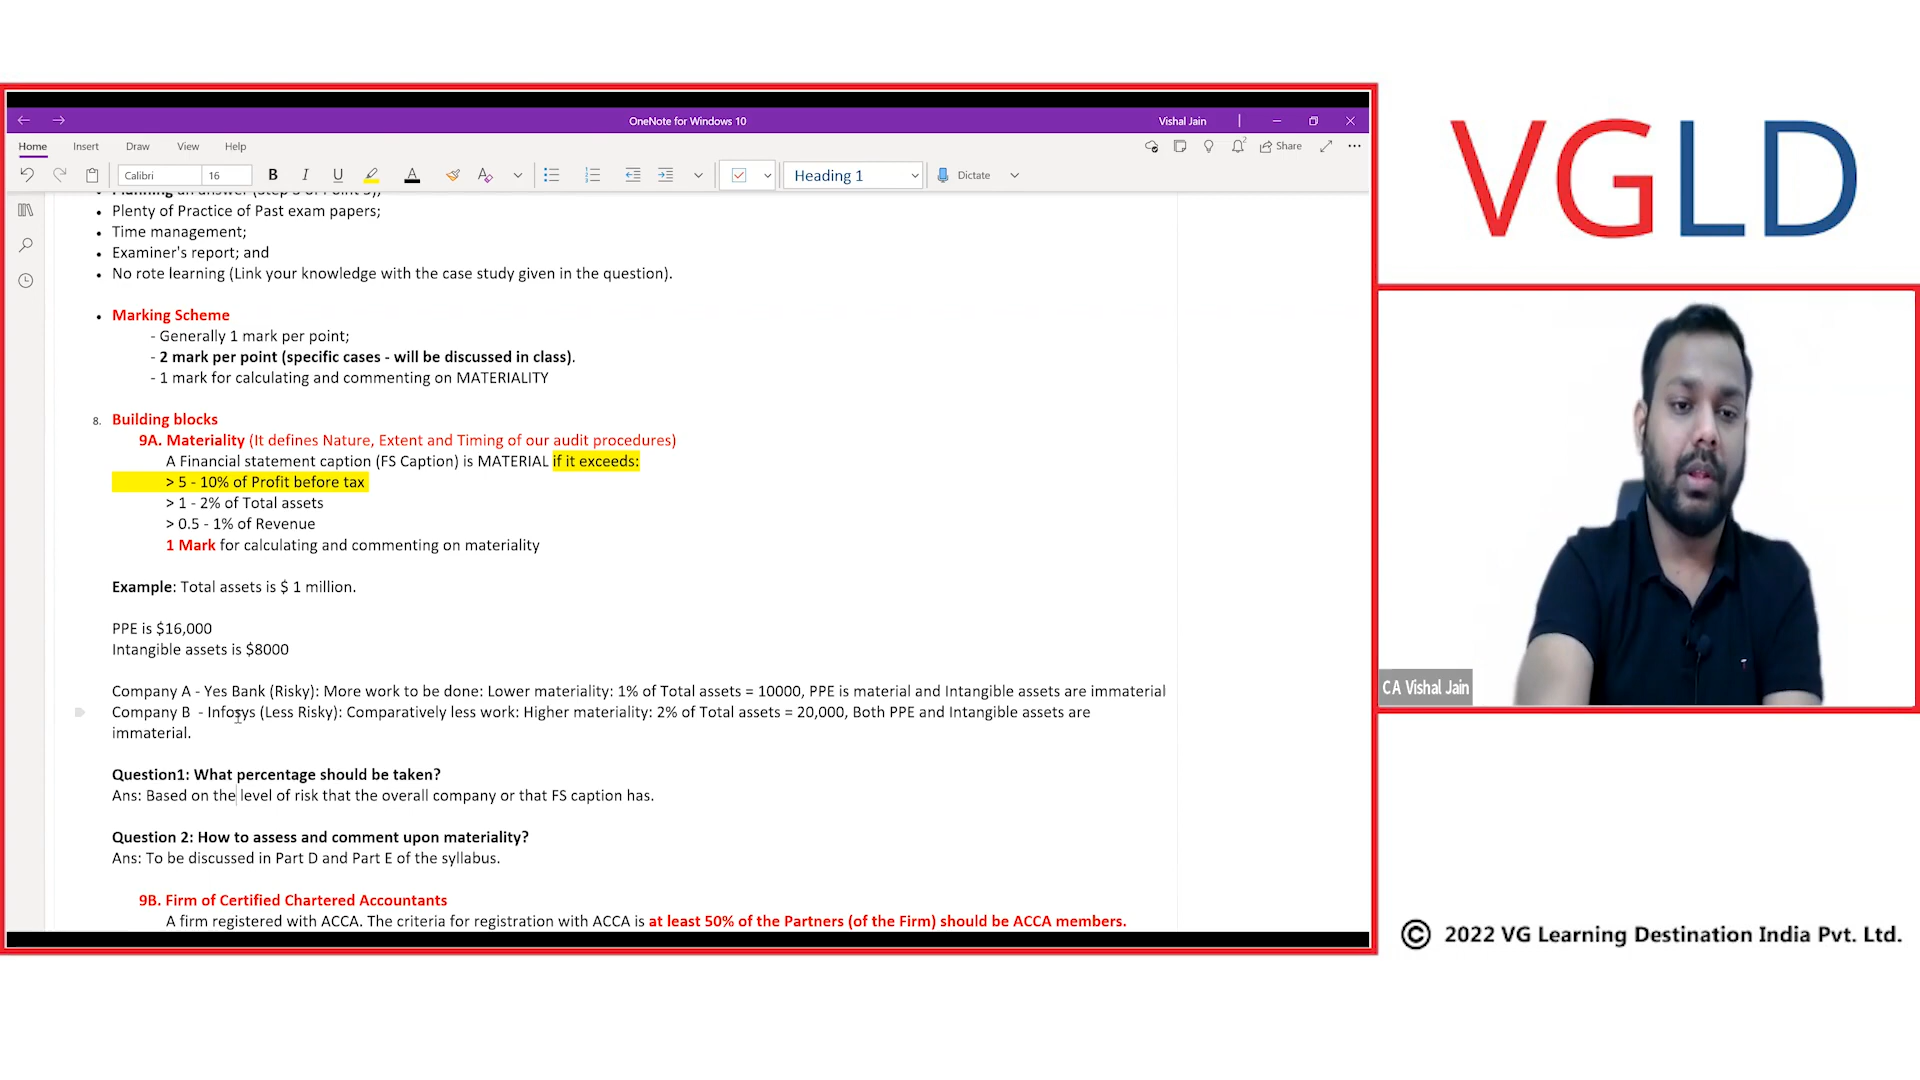 OneNote for Windows 10
Vishal Jain
Home Insert Draw View Help
Share
Calibri 16 B I U A Heading 1 Dictate
Planning an answer (Step 3 of Point 5);
• Plenty of Practice of Past exam papers;
• Time management;
• Examiner's report; and
• No rote learning (Link your knowledge with the case study given in the question).
• Marking Scheme
- Generally 1 mark per point;
- 2 mark per point (specific cases - will be discussed in class).
- 1 mark for calculating and commenting on MATERIALITY
8. Building blocks
9A. Materiality (It defines Nature, Extent and Timing of our audit procedures)
A Financial statement caption (FS Caption) is MATERIAL if it exceeds:
> 5 - 10% of Profit before tax
> 1 - 2% of Total assets
> 0.5 - 1% of Revenue
1 Mark for calculating and commenting on materiality
Example: Total assets is $ 1 million.
PPE is $16,000
Intangible assets is $8000
Company A - Yes Bank (Risky): More work to be done: Lower materiality: 1% of Total assets = 10000, PPE is material and Intangible assets are immaterial
Company B - Infosys (Less Risky): Comparatively less work: Higher materiality: 2% of Total assets = 20,000, Both PPE and Intangible assets are
immaterial.
Question1: What percentage should be taken?
Ans: Based on the level of risk that the overall company or that FS caption has.
Question 2: How to assess and comment upon materiality?
Ans: To be discussed in Part D and Part E of the syllabus.
9B. Firm of Certified Chartered Accountants
A firm registered with ACCA. The criteria for registration with ACCA is at least 50% of the Partners (of the Firm) should be ACCA members.
VGLD
CA Vishal Jain
© 2022 VG Learning Destination India Pvt. Ltd.